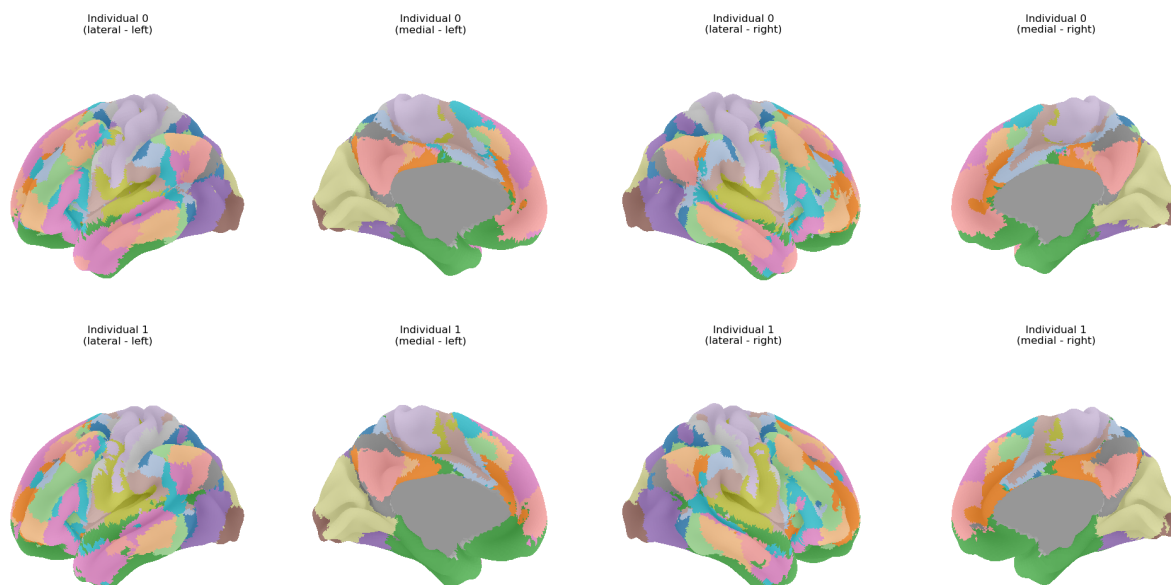 Individual 0
(lateral - left)
Individual 0
(medial - left)
Individual 0
(lateral - right)
Individual 0
(medial - right)
Individual 1
(lateral - left)
Individual 1
(medial - left)
Individual 1
(lateral - right)
Individual 1
(medial - right)